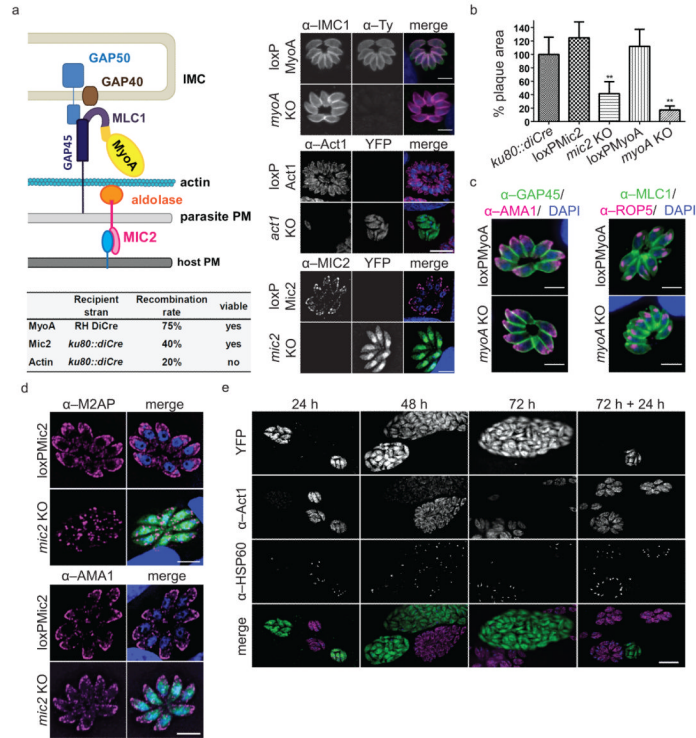 a
GAP50
GAP40
IMC
MLC1
GAP45
MyoA
actin
aldolase
parasite PM
MIC2
host PM
Recipient stran Recombination rate viable
MyoA RH DiCre 75% yes
Mic2 ku80::diCre 40% yes
Actin ku80::diCre 20% no
α–IMC1 α–Ty merge
loxP MyoA
myoA KO
α–Act1 YFP merge
loxP Act1
act1 KO
α–MIC2 YFP merge
loxP Mic2
mic2 KO
b
% plaque area
160
140
120
100
80
60
40
20
0
** **
ku80::diCre loxPMic2 mic2 KO loxPMyoA myoA KO
c
α–GAP45/ α–MLC1/
α–AMA1/ DAPI α–ROP5/ DAPI
loxPMyoA loxPMyoA
myoA KO myoA KO
d
α–M2AP merge
loxPMic2
mic2 KO
α–AMA1 merge
loxPMic2
mic2 KO
e
24 h 48 h 72 h 72 h + 24 h
YFP
α–Act1
α–HSP60
merge